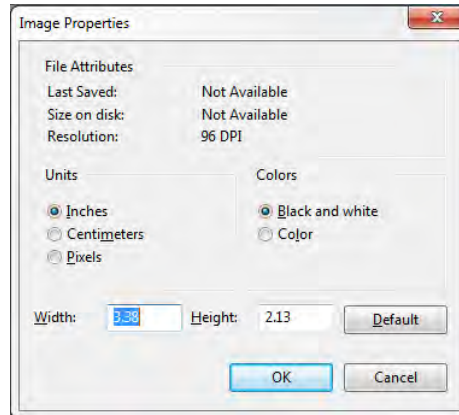 Image Properties
File Attributes
Last Saved: Not Available
Size on disk: Not Available
Resolution: 96 DPI
Units Colors
Inches Black and white
Centimeters Color
Pixels
Width: 3.38 Height: 2.13 Default
OK Cancel